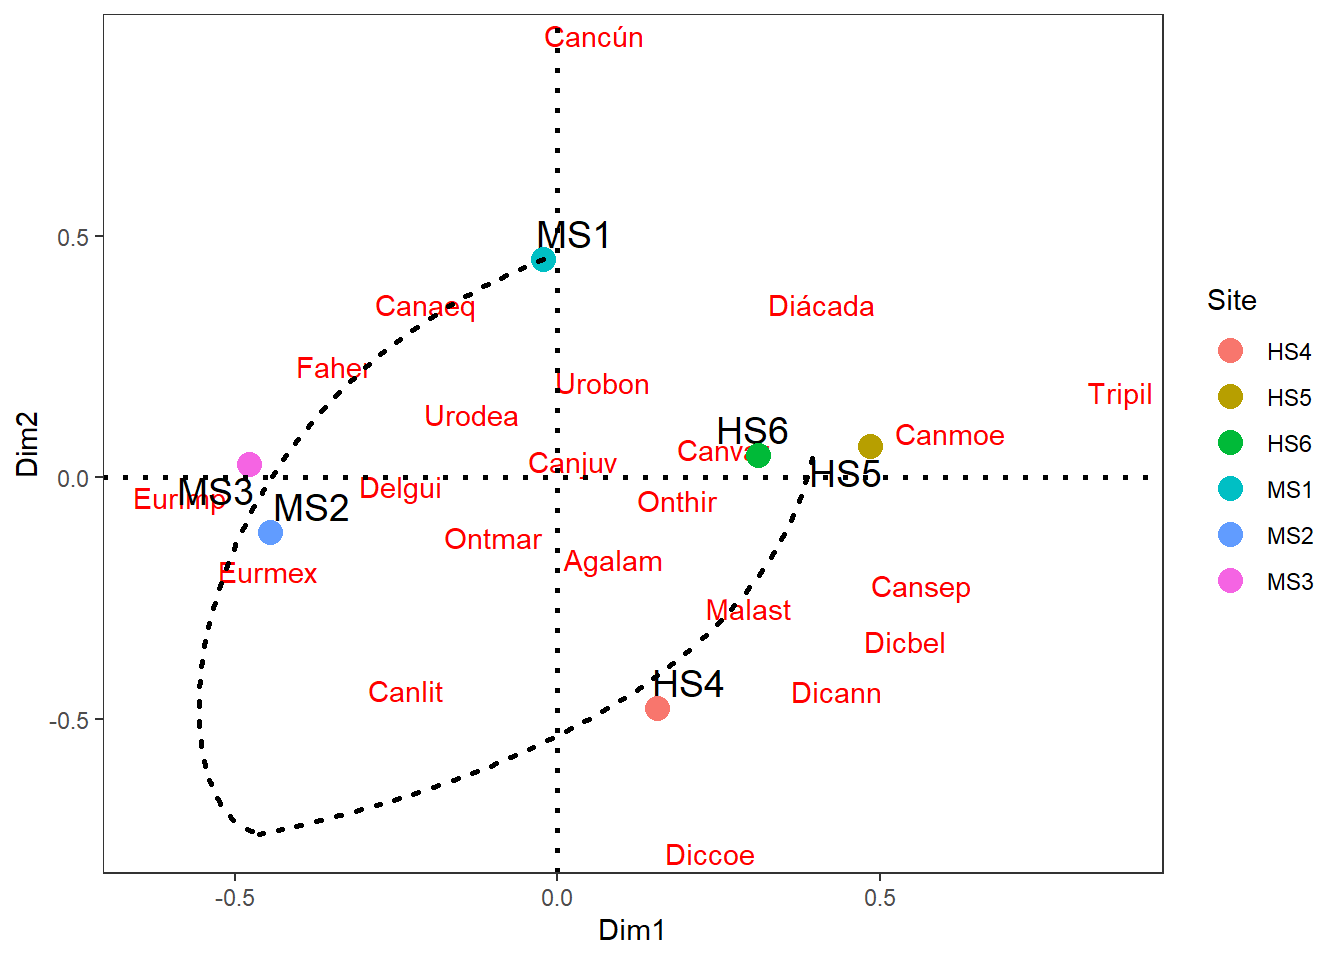 Cancún
MS1
0.5
Canaeq
Diácada
Faher
Urobon
Tripil
Urodea
HS6
Canmoe
Canjuv
HS5
0.0
MS3
Delgui
Eurimp
MS2
Onthir
Ontmar
Agalam
Eurmex
Cansep
Malast
Dicbel
HS4
Canlit
Dicann
-0.5
Diccoe
-0.5
0.0
0.5
Dim1
Dim2
Site
HS4
HS5
HS6
MS1
MS2
MS3